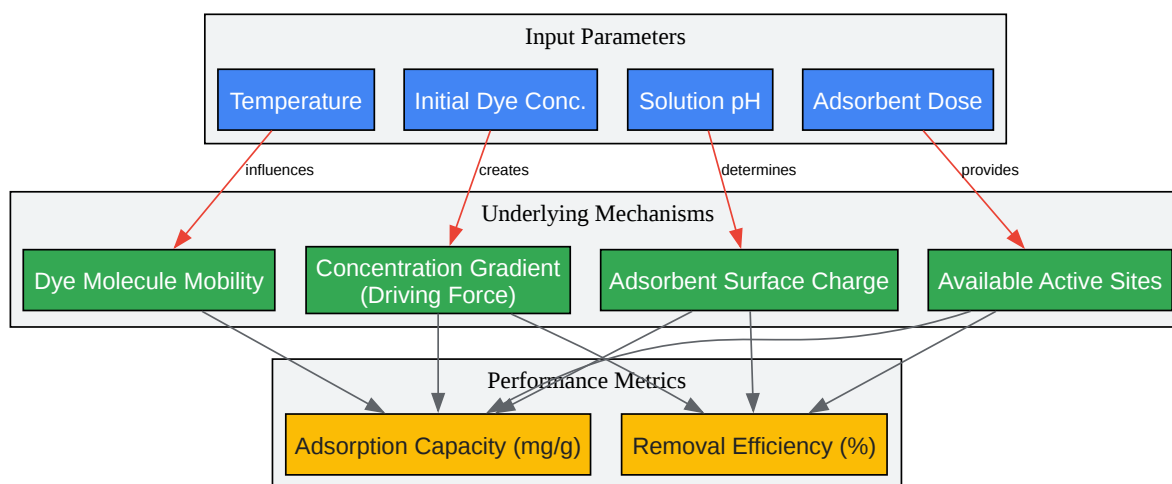 Input Parameters
Temperature
Initial Dye Conc.
Solution pH
Adsorbent Dose
influences
creates
determines
provides
Underlying Mechanisms
Dye Molecule Mobility
Concentration Gradient
(Driving Force)
Adsorbent Surface Charge
Available Active Sites
Performance Metrics
Adsorption Capacity (mg/g)
Removal Efficiency (%)